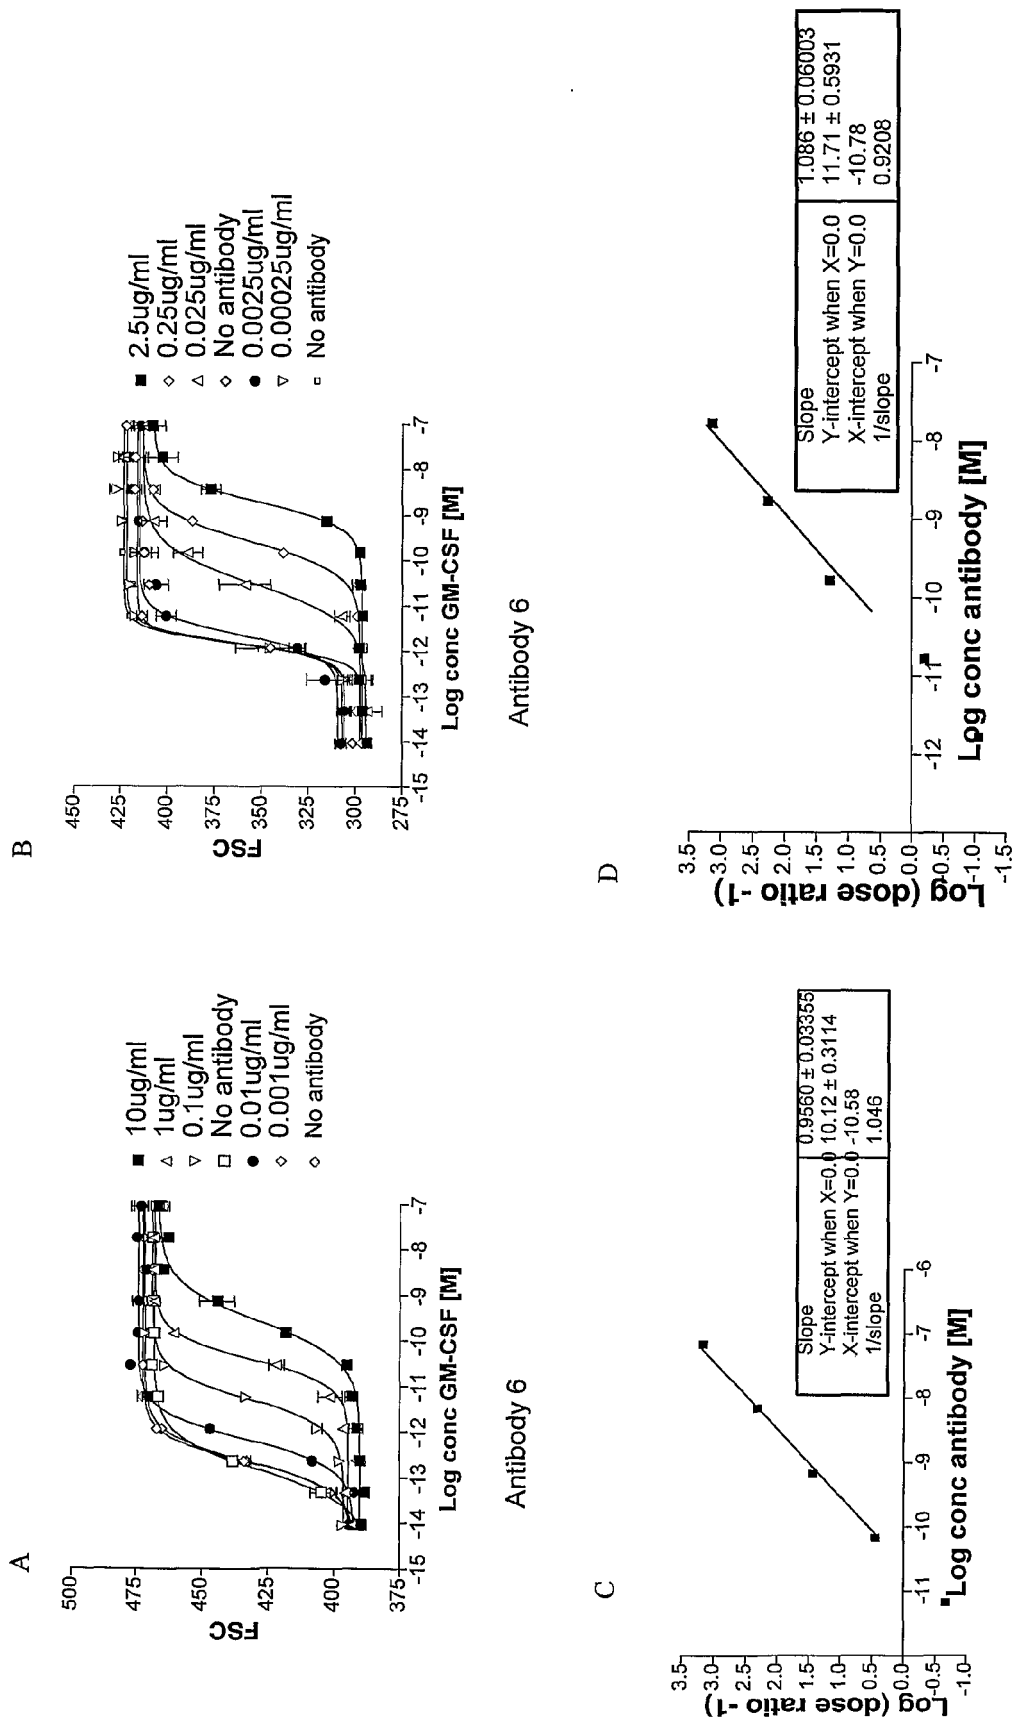 A
500
475
450
425
400
375
FSC
-15
-14
-13
-12
-11
-10
-9
-8
-7
Log conc GM-CSF [M]
10ug/ml
1ug/ml
0.1ug/ml
No antibody
0.01ug/ml
0.001ug/ml
No antibody
Antibody 6
B
450
425
400
375
350
325
300
275
FSC
-15
-14
-13
-12
-11
-10
-9
-8
-7
Log conc GM-CSF [M]
2.5ug/ml
0.25ug/ml
0.025ug/ml
No antibody
0.0025ug/ml
0.00025ug/ml
No antibody
Antibody 6
C
3.5
3.0
2.5
2.0
1.5
1.0
0.5
0.0
-0.5
-1.0
Log (dose ratio -1)
-11
-10
-9
-8
-7
-6
Log conc antibody [M]
Slope 0.9560 ± 0.03355
Y-intercept when X=0.0 10.12 ± 0.3114
X-intercept when Y=0.0 -10.58
1/slope 1.046
D
3.5
3.0
2.5
2.0
1.5
1.0
0.5
0.0
-0.5
-1.0
-1.5
Log (dose ratio -1)
-12
-11
-10
-9
-8
-7
Log conc antibody [M]
Slope 1.086 ± 0.06003
Y-intercept when X=0.0 11.71 ± 0.5931
X-intercept when Y=0.0 -10.78
1/slope 0.9208